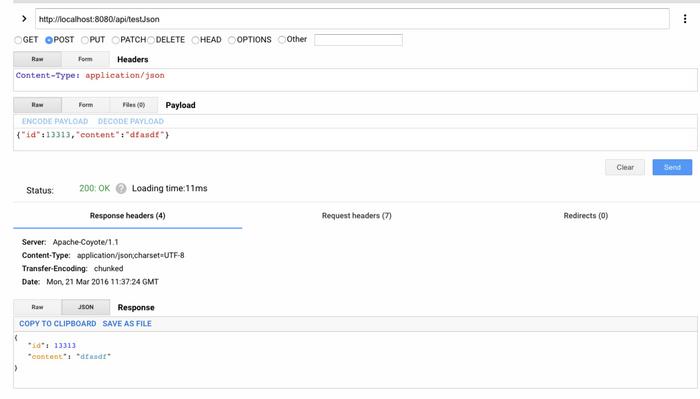 http://localhost:8080/api/testJson
GET POST PUT PATCH DELETE HEAD OPTIONS Other
Raw Form Headers
Content-Type: application/json
Raw Form Files (0) Payload
ENCODE PAYLOAD DECODE PAYLOAD
{"id":13313,"content":"dfasdf"}
Clear Send
Status: 200: OK ? Loading time:11ms
Response headers (4) Request headers (7) Redirects (0)
Server: Apache-Coyote/1.1
Content-Type: application/json;charset=UTF-8
Transfer-Encoding: chunked
Date: Mon, 21 Mar 2016 11:37:24 GMT
Raw JSON Response
COPY TO CLIPBOARD SAVE AS FILE
{
"id": 13313
"content": "dfasdf"
}